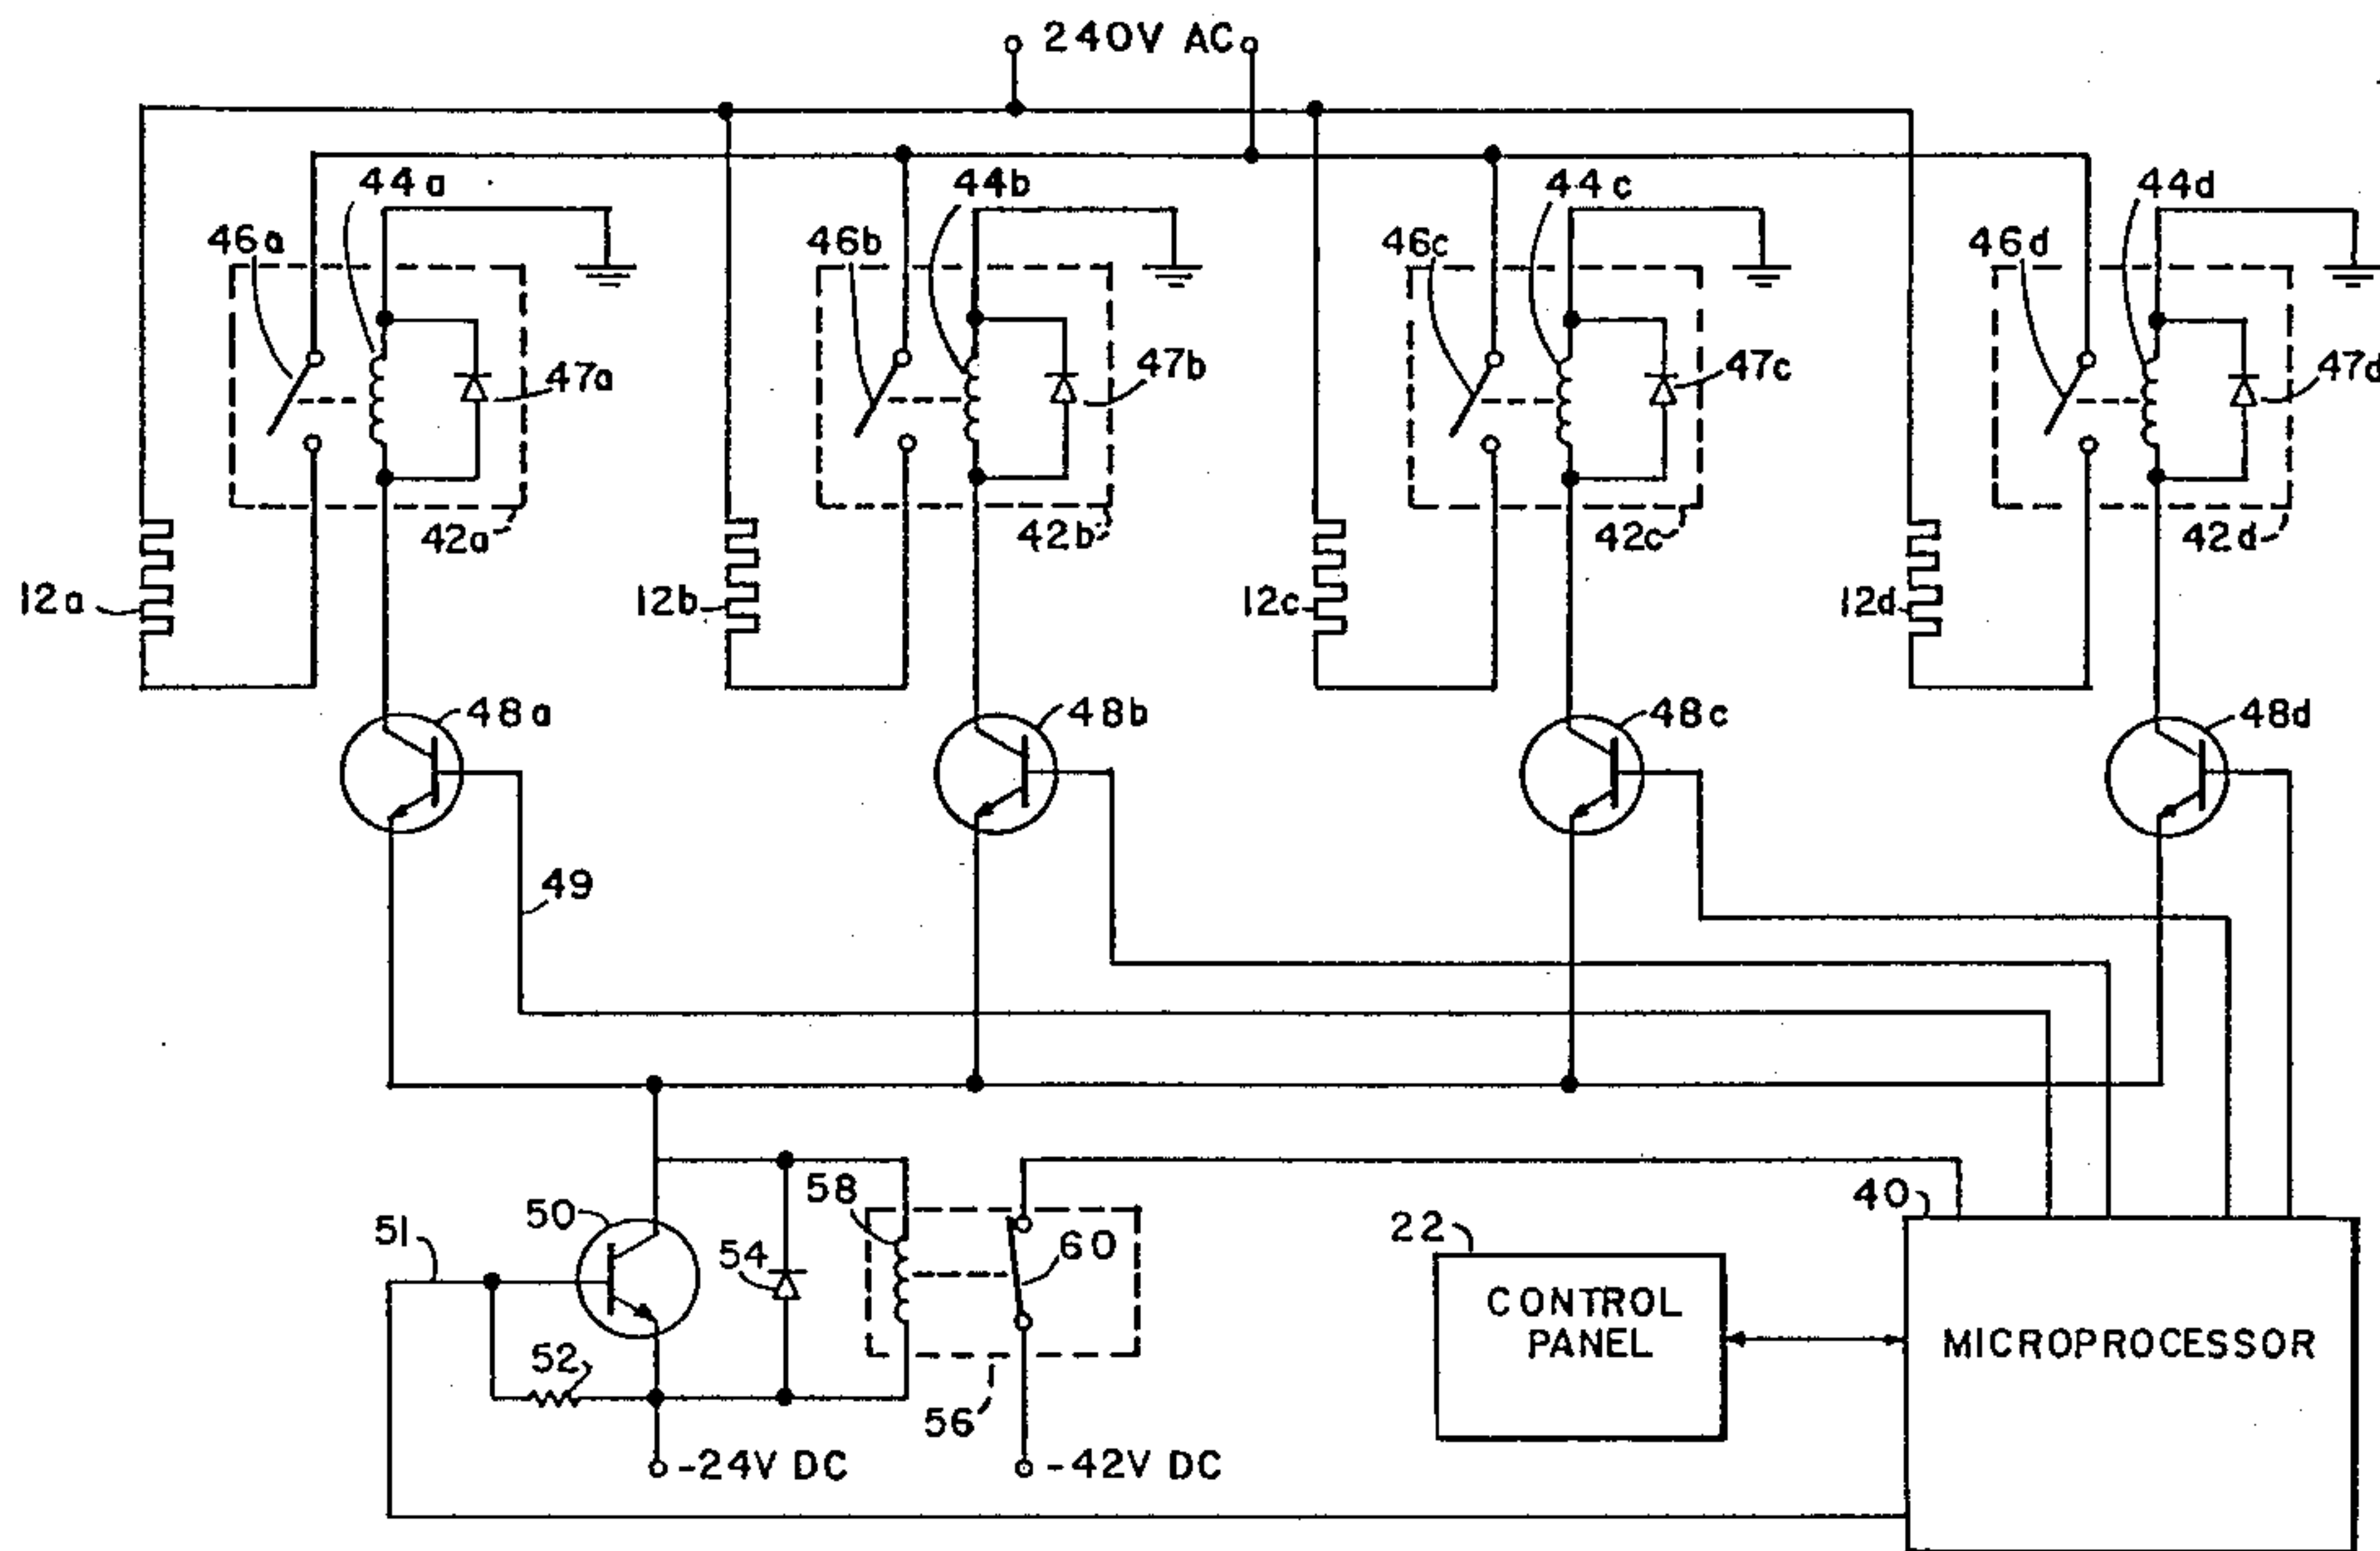 240V AC
44a
44b
44c
44d
46a
46b
46c
46d
47a
47b
47c
47d
42a
42b
42c
42d
12a
12b
12c
12d
48a
48b
48c
48d
49
58
40
50
51
54
60
22
CONTROL
PANEL
MICROPROCESSOR
52
56
-24V DC
-42V DC